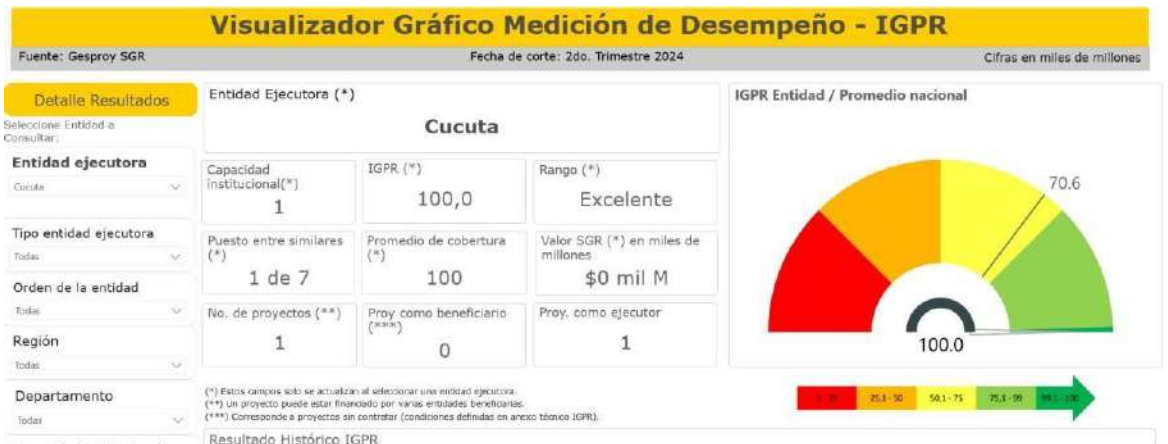 Visualizador Gráfico Medición de Desempeño - IGPR
Fuente: Gesproy SGR
Fecha de corte: 2do. Trimestre 2024
Cifras en miles de millones
Detalle Resultados
Seleccione Entidad a
Consultar:
Entidad ejecutora
Cucuta
Tipo entidad ejecutora
Todas
Orden de la entidad
Todas
Región
Todas
Departamento
Todas
Entidad Ejecutora (*)
Cucuta
Capacidad
institucional(*)
1
IGPR (*)
100,0
Rango (*)
Excelente
Puesto entre similares
(*)
1 de 7
Promedio de cobertura
(*)
100
Valor SGR (*) en miles de
millones
$0 mil M
No. de proyectos (**)
1
Proy como beneficiario
(***)
0
Proy. como ejecutor
1
(*) Estos campos solo se actualizan al seleccionar una entidad ejecutora.
(**) Un proyecto puede estar financiado por varias entidades beneficiarias.
(***) Corresponde a proyectos sin contratar (condiciones definidas en anexo técnico IGPR).
IGPR Entidad / Promedio nacional
70.6
100.0
25,1 - 50
50,1 - 75
75,1 - 99
99,1 - 100
Resultado Histórico IGPR